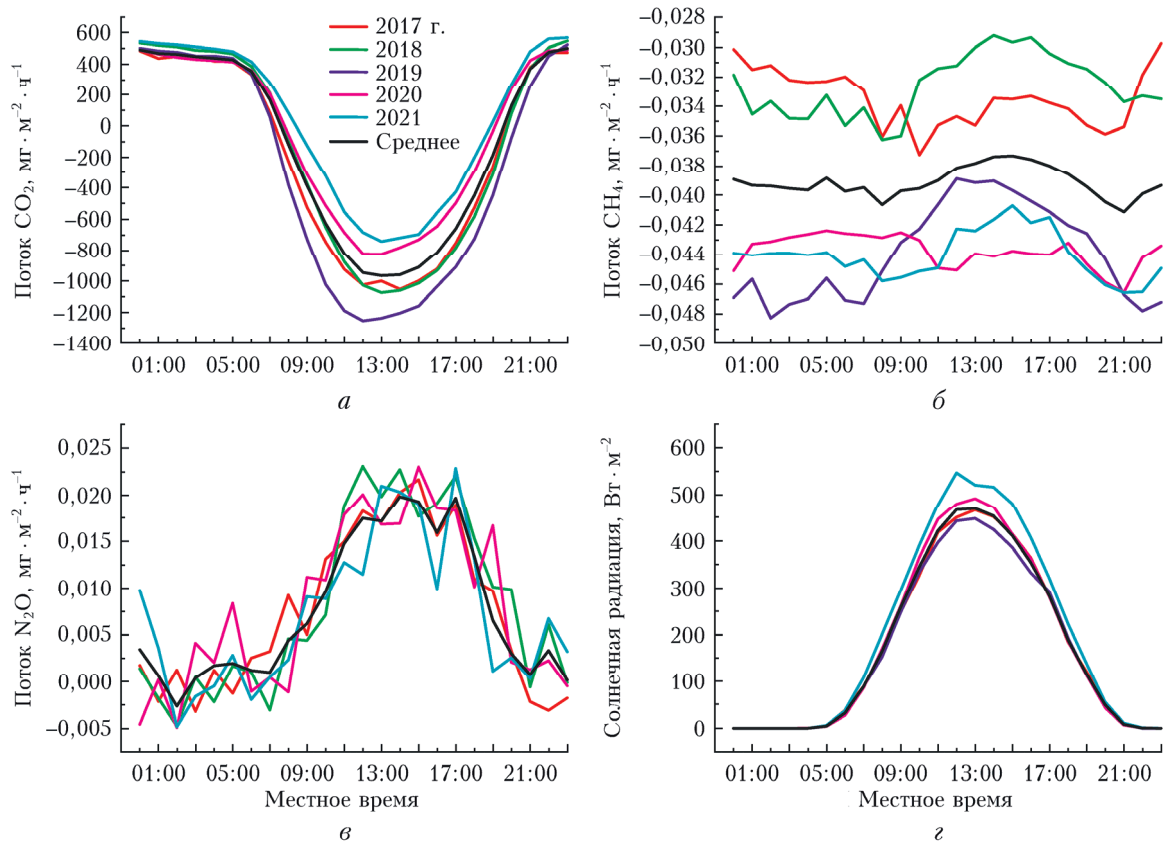 Поток CO₂, мг · м⁻² · ч⁻¹
600
400
200
0
−200
−400
−600
−800
−1000
−1200
−1400
2017 г.
2018
2019
2020
2021
Среднее
01:00 05:00 09:00 13:00 17:00 21:00
а
Поток CH₄, мг · м⁻² · ч⁻¹
−0,028
−0,030
−0,032
−0,034
−0,036
−0,038
−0,040
−0,042
−0,044
−0,046
−0,048
−0,050
01:00 05:00 09:00 13:00 17:00 21:00
б
Поток N₂O, мг · м⁻² · ч⁻¹
0,025
0,020
0,015
0,010
0,005
0,000
−0,005
01:00 05:00 09:00 13:00 17:00 21:00
Местное время
в
Солнечная радиация, Вт · м⁻²
600
500
400
300
200
100
0
01:00 05:00 09:00 13:00 17:00 21:00
Местное время
г